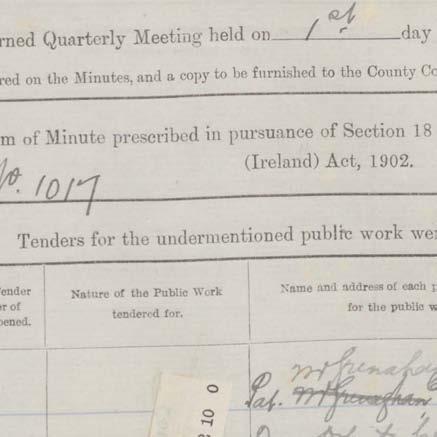 rned Quarterly Meeting held on 1st day
red on the Minutes, and a copy to be furnished to the County Co
m of Minute prescribed in pursuance of Section 18
(Ireland) Act, 1902.
No. 1017
Tenders for the undermentioned public work wer
ender
er of
pened.
Nature of the Public Work
tendered for.
Name and address of each p
for the public w
Pat.
10 0